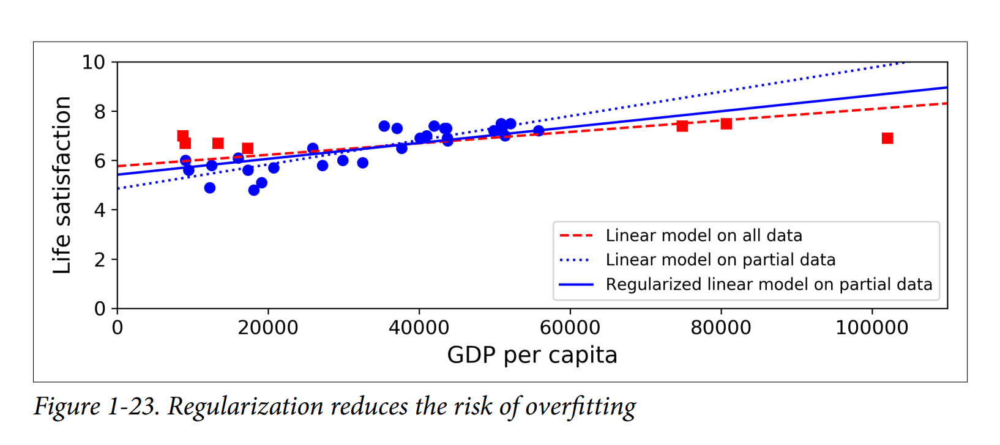 10
8
6
4
2
0
Life satisfaction
Linear model on all data
Linear model on partial data
Regularized linear model on partial data
0 20000 40000 60000 80000 100000
GDP per capita
Figure 1-23. Regularization reduces the risk of overfitting